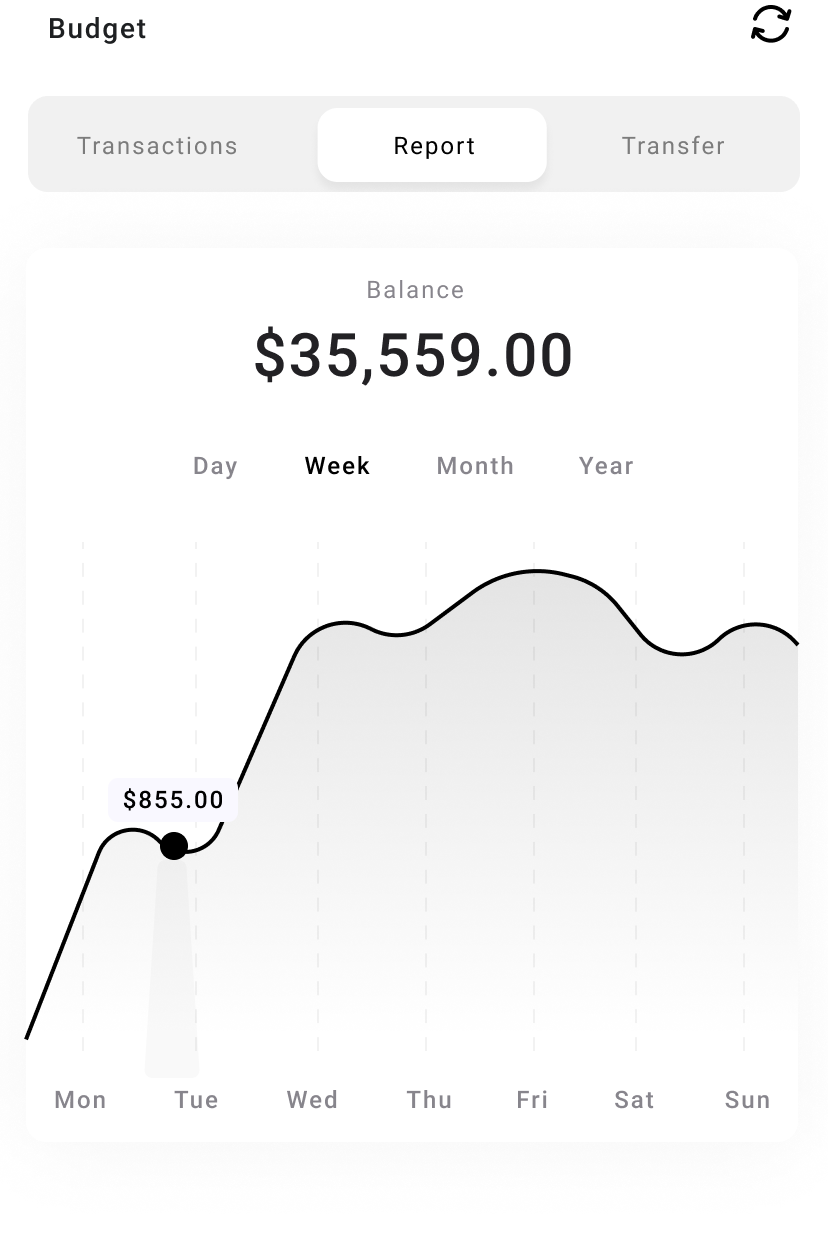 Budget
Transactions Report Transfer
Balance
$35,559.00
Day Week Month Year
$855.00
Mon Tue Wed Thu Fri Sat Sun